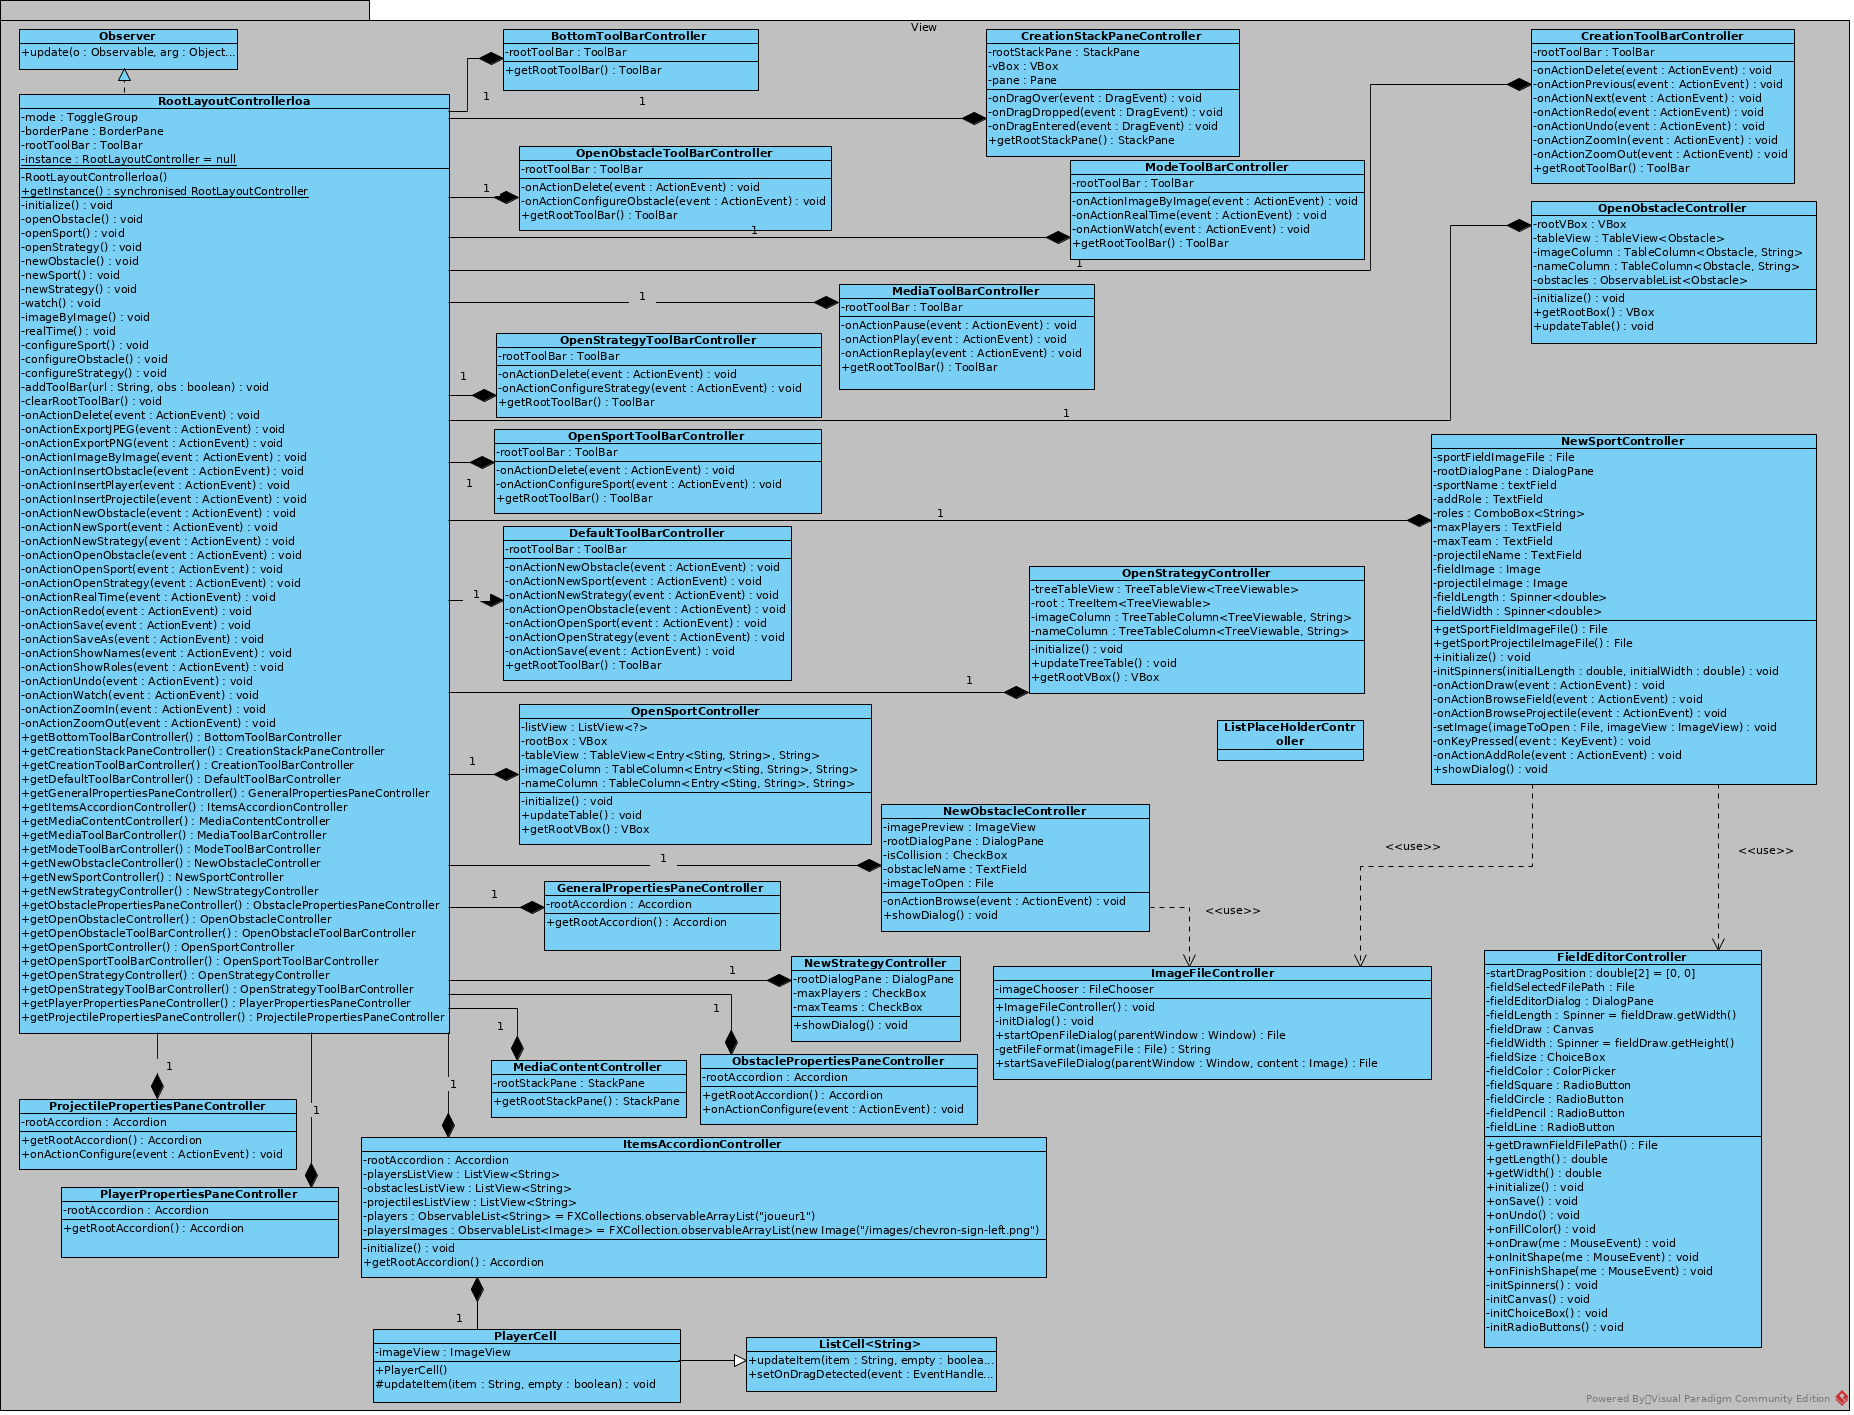 View
Observer
+update(o : Observable, arg : Object...
RootLayoutControllerloa
-mode : ToggleGroup
-borderPane : BorderPane
-rootToolBar : ToolBar
-instance : RootLayoutController = null
-RootLayoutControllerloa()
+getInstance() : synchronised RootLayoutController
-initialize() : void
-openObstacle() : void
-openSport() : void
-openStrategy() : void
-newObstacle() : void
-newSport() : void
-newStrategy() : void
-watch() : void
-imageByImage() : void
-realTime() : void
-configureSport() : void
-configureObstacle() : void
-configureStrategy() : void
-addToolBar(url : String, obs : boolean) : void
-clearRootToolBar() : void
-onActionDelete(event : ActionEvent) : void
-onActionExportJPEG(event : ActionEvent) : void
-onActionExportPNG(event : ActionEvent) : void
-onActionImageByImage(event : ActionEvent) : void
-onActionInsertObstacle(event : ActionEvent) : void
-onActionInsertPlayer(event : ActionEvent) : void
-onActionInsertProjectile(event : ActionEvent) : void
-onActionNewObstacle(event : ActionEvent) : void
-onActionNewSport(event : ActionEvent) : void
-onActionNewStrategy(event : ActionEvent) : void
-onActionOpenObstacle(event : ActionEvent) : void
-onActionOpenSport(event : ActionEvent) : void
-onActionOpenStrategy(event : ActionEvent) : void
-onActionRealTime(event : ActionEvent) : void
-onActionRedo(event : ActionEvent) : void
-onActionSave(event : ActionEvent) : void
-onActionSaveAs(event : ActionEvent) : void
-onActionShowNames(event : ActionEvent) : void
-onActionShowRoles(event : ActionEvent) : void
-onActionUndo(event : ActionEvent) : void
-onActionWatch(event : ActionEvent) : void
-onActionZoomIn(event : ActionEvent) : void
-onActionZoomOut(event : ActionEvent) : void
+getBottomToolBarController() : BottomToolBarController
+getCreationStackPaneController() : CreationStackPaneController
+getCreationToolBarController() : CreationToolBarController
+getDefaultToolBarController() : DefaultToolBarController
+getGeneralPropertiesPaneController() : GeneralPropertiesPaneController
+getItemsAccordionController() : ItemsAccordionController
+getMediaContentController() : MediaContentController
+getMediaToolBarController() : MediaToolBarController
+getModeToolBarController() : ModeToolBarController
+getNewObstacleController() : NewObstacleController
+getNewSportController() : NewSportController
+getNewStrategyController() : NewStrategyController
+getObstaclePropertiesPaneController() : ObstaclePropertiesPaneController
+getOpenObstacleController() : OpenObstacleController
+getOpenObstacleToolBarController() : OpenObstacleToolBarController
+getOpenSportController() : OpenSportController
+getOpenSportToolBarController() : OpenSportToolBarController
+getOpenStrategyController() : OpenStrategyController
+getOpenStrategyToolBarController() : OpenStrategyToolBarController
+getPlayerPropertiesPaneController() : PlayerPropertiesPaneController
+getProjectilePropertiesPaneController() : ProjectilePropertiesPaneController
BottomToolBarController
-rootToolBar : ToolBar
+getRootToolBar() : ToolBar
1
1
CreationStackPaneController
-rootStackPane : StackPane
-vBox : VBox
-pane : Pane
-onDragOver(event : DragEvent) : void
-onDragDropped(event : DragEvent) : void
-onDragEntered(event : DragEvent) : void
+getRootStackPane() : StackPane
CreationToolBarController
-rootToolBar : ToolBar
-onActionDelete(event : ActionEvent) : void
-onActionPrevious(event : ActionEvent) : void
-onActionNext(event : ActionEvent) : void
-onActionRedo(event : ActionEvent) : void
-onActionUndo(event : ActionEvent) : void
-onActionZoomIn(event : ActionEvent) : void
-onActionZoomOut(event : ActionEvent) : void
+getRootToolBar() : ToolBar
OpenObstacleToolBarController
-rootToolBar : ToolBar
-onActionDelete(event : ActionEvent) : void
-onActionConfigureObstacle(event : ActionEvent) : void
+getRootToolBar() : ToolBar
1
1
ModeToolBarController
-rootToolBar : ToolBar
-onActionImageByImage(event : ActionEvent) : void
-onActionRealTime(event : ActionEvent) : void
-onActionWatch(event : ActionEvent) : void
+getRootToolBar() : ToolBar
1
OpenObstacleController
-rootVBox : VBox
-tableView : TableView<Obstacle>
-imageColumn : TableColumn<Obstacle, String>
-nameColumn : TableColumn<Obstacle, String>
-obstacles : ObservableList<Obstacle>
-initialize() : void
+getRootBox() : VBox
+updateTable() : void
1
MediaToolBarController
-rootToolBar : ToolBar
-onActionPause(event : ActionEvent) : void
-onActionPlay(event : ActionEvent) : void
-onActionReplay(event : ActionEvent) : void
+getRootToolBar() : ToolBar
OpenStrategyToolBarController
-rootToolBar : ToolBar
-onActionDelete(event : ActionEvent) : void
-onActionConfigureStrategy(event : ActionEvent) : void
+getRootToolBar() : ToolBar
1
1
OpenSportToolBarController
-rootToolBar : ToolBar
-onActionDelete(event : ActionEvent) : void
-onActionConfigureSport(event : ActionEvent) : void
+getRootToolBar() : ToolBar
1
1
NewSportController
-sportFieldImageFile : File
-rootDialogPane : DialogPane
-sportName : textField
-addRole : TextField
-roles : ComboBox<String>
-maxPlayers : TextField
-maxTeam : TextField
-projectileName : TextField
-fieldImage : Image
-projectileImage : Image
-fieldLength : Spinner<double>
-fieldWidth : Spinner<double>
+getSportFieldImageFile() : File
+getSportProjectileImageFile() : File
+initialize() : void
-initSpinners(initialLength : double, initialWidth : double) : void
-onActionDraw(event : ActionEvent) : void
-onActionBrowseField(event : ActionEvent) : void
-onActionBrowseProjectile(event : ActionEvent) : void
-setImage(imageToOpen : File, imageView : ImageView) : void
-onKeyPressed(event : KeyEvent) : void
-onActionAddRole(event : ActionEvent) : void
+showDialog() : void
DefaultToolBarController
-rootToolBar : ToolBar
-onActionNewObstacle(event : ActionEvent) : void
-onActionNewSport(event : ActionEvent) : void
-onActionNewStrategy(event : ActionEvent) : void
-onActionOpenObstacle(event : ActionEvent) : void
-onActionOpenSport(event : ActionEvent) : void
-onActionOpenStrategy(event : ActionEvent) : void
-onActionSave(event : ActionEvent) : void
+getRootToolBar() : ToolBar
1
OpenStrategyController
-treeTableView : TreeTableView<TreeViewable>
-root : TreeItem<TreeViewable>
-imageColumn : TreeTableColumn<TreeViewable, String>
-nameColumn : TreeTableColumn<TreeViewable, String>
-initialize() : void
+updateTreeTable() : void
+getRootVBox() : VBox
1
OpenSportController
-listView : ListView<?>
-rootBox : VBox
-tableView : TableView<Entry<Sting, String>, String>
-imageColumn : TableColumn<Entry<Sting, String>, String>
-nameColumn : TableColumn<Entry<Sting, String>, String>
-initialize() : void
+updateTable() : void
+getRootVBox() : VBox
1
ListPlaceHolderContr
oller
NewObstacleController
-imagePreview : ImageView
-rootDialogPane : DialogPane
-isCollision : CheckBox
-obstacleName : TextField
-imageToOpen : File
-onActionBrowse(event : ActionEvent) : void
+showDialog() : void
1
<<use>>
<<use>>
<<use>>
GeneralPropertiesPaneController
-rootAccordion : Accordion
+getRootAccordion() : Accordion
1
NewStrategyController
-rootDialogPane : DialogPane
-maxPlayers : CheckBox
-maxTeams : CheckBox
+showDialog() : void
1
ImageFileController
-imageChooser : FileChooser
+ImageFileController() : void
-initDialog() : void
+startOpenFileDialog(parentWindow : Window) : File
-getFileFormat(imageFile : File) : String
+startSaveFileDialog(parentWindow : Window, content : Image) : File
FieldEditorController
-startDragPosition : double[2] = [0, 0]
-fieldSelectedFilePath : File
-fieldEditorDialog : DialogPane
-fieldLength : Spinner = fieldDraw.getWidth()
-fieldDraw : Canvas
-fieldWidth : Spinner = fieldDraw.getHeight()
-fieldSize : ChoiceBox
-fieldColor : ColorPicker
-fieldSquare : RadioButton
-fieldCircle : RadioButton
-fieldPencil : RadioButton
-fieldLine : RadioButton
+getDrawnFieldFilePath() : File
+getLength() : double
+getWidth() : double
+initialize() : void
+onSave() : void
+onUndo() : void
+onFillColor() : void
+onDraw(me : MouseEvent) : void
+onInitShape(me : MouseEvent) : void
+onFinishShape(me : MouseEvent) : void
-initSpinners() : void
-initCanvas() : void
-initChoiceBox() : void
-initRadioButtons() : void
1
MediaContentController
-rootStackPane : StackPane
+getRootStackPane() : StackPane
1
ObstaclePropertiesPaneController
-rootAccordion : Accordion
+getRootAccordion() : Accordion
+onActionConfigure(event : ActionEvent) : void
1
ProjectilePropertiesPaneController
-rootAccordion : Accordion
+getRootAccordion() : Accordion
+onActionConfigure(event : ActionEvent) : void
1
PlayerPropertiesPaneController
-rootAccordion : Accordion
+getRootAccordion() : Accordion
1
ItemsAccordionController
-rootAccordion : Accordion
-playersListView : ListView<String>
-obstaclesListView : ListView<String>
-projectilesListView : ListView<String>
-players : ObservableList<String> = FXCollections.observableArrayList("joueur1")
-playersImages : ObservableList<Image> = FXCollection.observableArrayList(new Image("/images/chevron-sign-left.png")
-initialize() : void
+getRootAccordion() : Accordion
1
PlayerCell
-imageView : ImageView
+PlayerCell()
#updateItem(item : String, empty : boolean) : void
ListCell<String>
+updateItem(item : String, empty : boolea...
+setOnDragDetected(event : EventHandle...
Powered By Visual Paradigm Community Edition